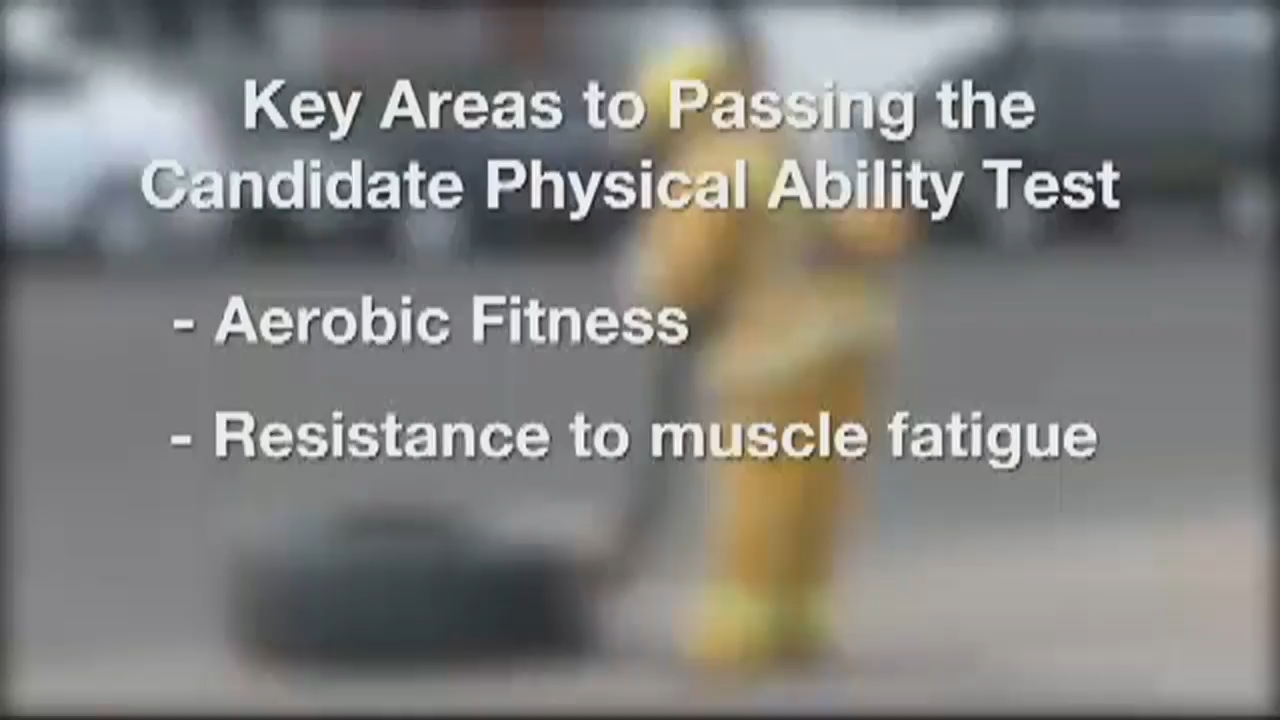 Key Areas to Passing the
Candidate Physical Ability Test
- Aerobic Fitness
- Resistance to muscle fatigue